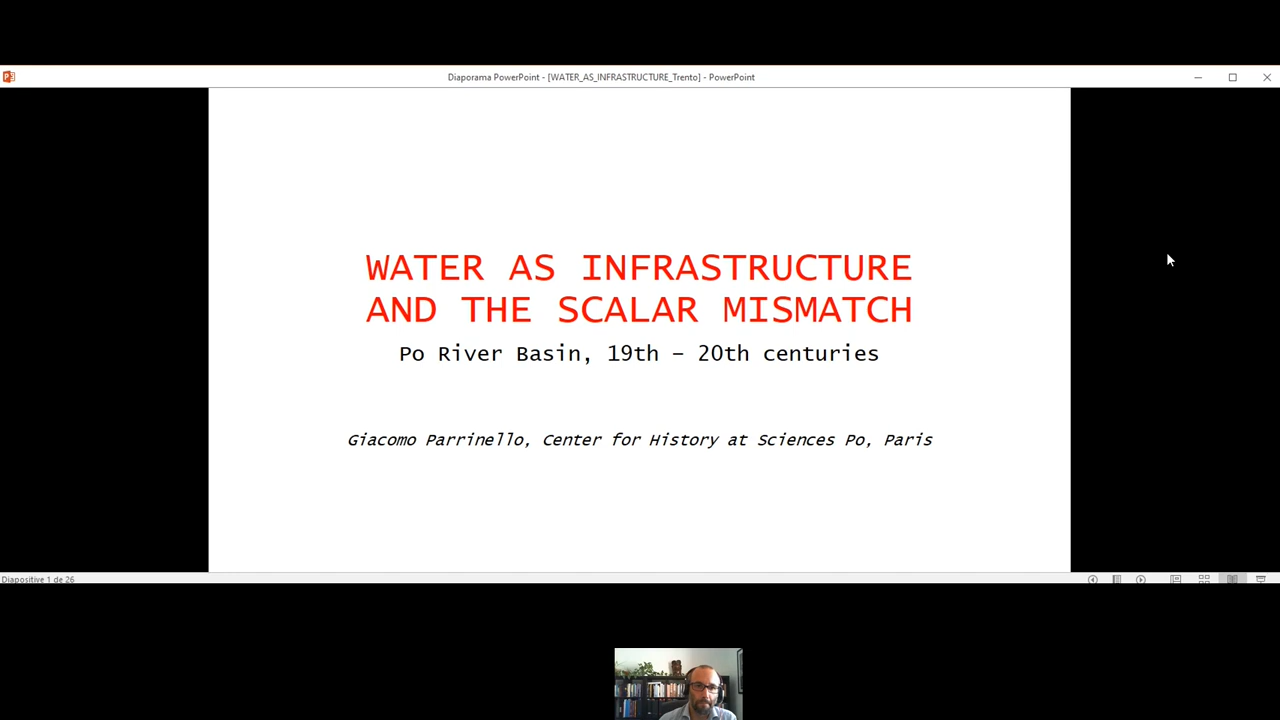 Diaporama PowerPoint - [WATER_AS_INFRASTRUCTURE_Trento] - PowerPoint
WATER AS INFRASTRUCTURE
AND THE SCALAR MISMATCH
Po River Basin, 19th – 20th centuries
Giacomo Parrinello, Center for History at Sciences Po, Paris
Diapositive 1 de 26